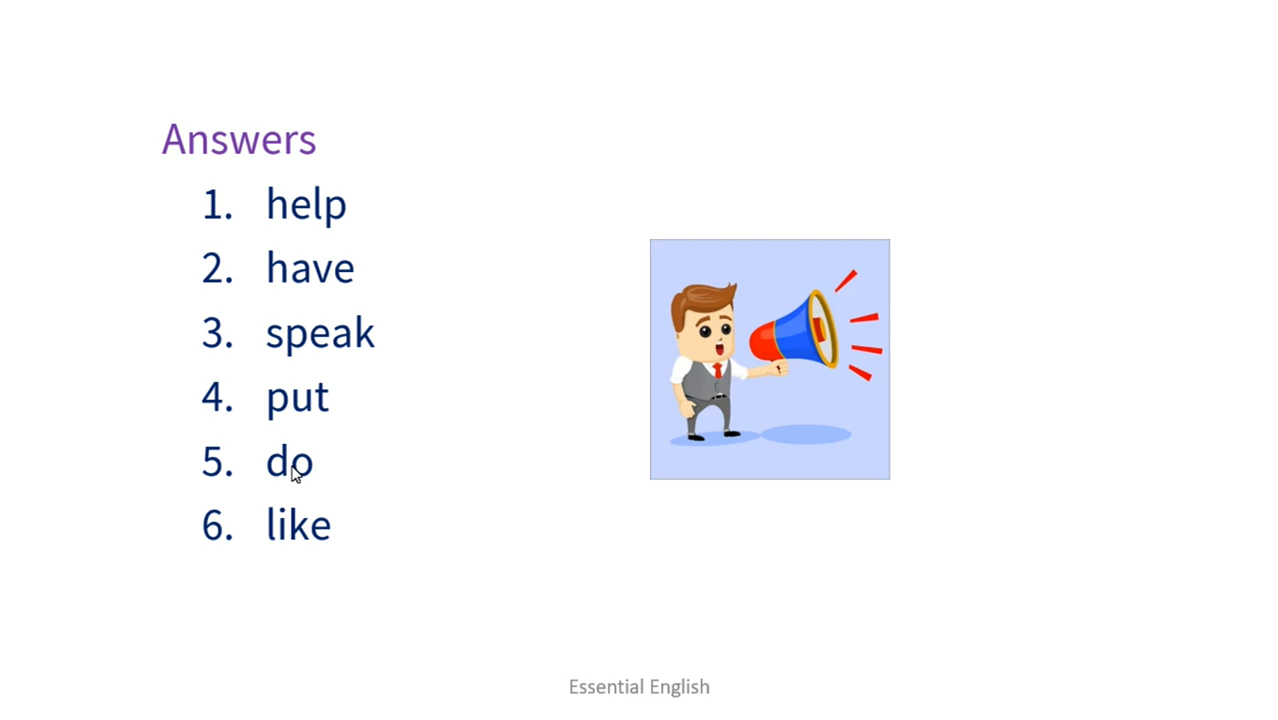 Answers
1. help
2. have
3. speak
4. put
5. do
6. like
Essential English